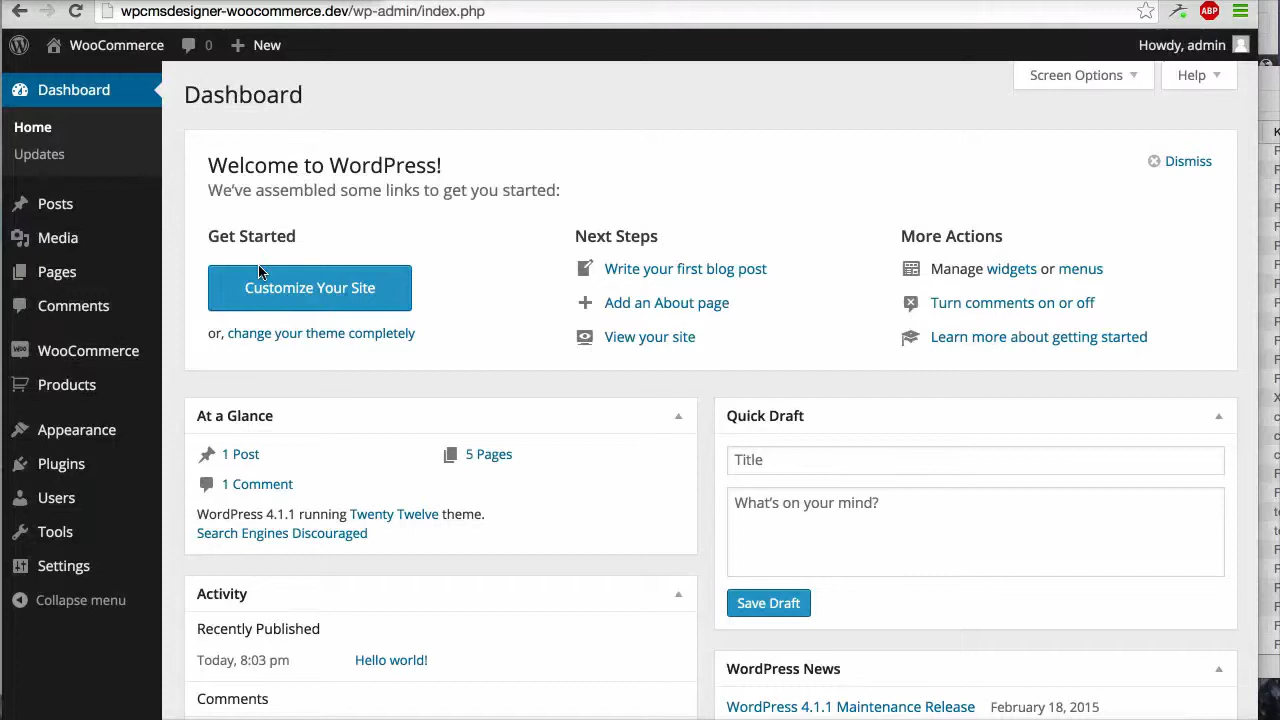 wpcmsdesigner-woocommerce.dev/wp-admin/index.php
ABP
WooCommerce 0 New
Howdy, admin
Dashboard
Home
Updates
Posts
Media
Pages
Comments
WooCommerce
Products
Appearance
Plugins
Users
Tools
Settings
Collapse menu
Screen Options
Help
Dashboard
Welcome to WordPress!
Dismiss
We've assembled some links to get you started:
Get Started
Customize Your Site
or, change your theme completely
Next Steps
Write your first blog post
Add an About page
View your site
More Actions
Manage widgets or menus
Turn comments on or off
Learn more about getting started
At a Glance
1 Post
5 Pages
1 Comment
WordPress 4.1.1 running Twenty Twelve theme.
Search Engines Discouraged
Activity
Recently Published
Today, 8:03 pm Hello world!
Comments
Quick Draft
Title
What's on your mind?
Save Draft
WordPress News
WordPress 4.1.1 Maintenance Release February 18, 2015